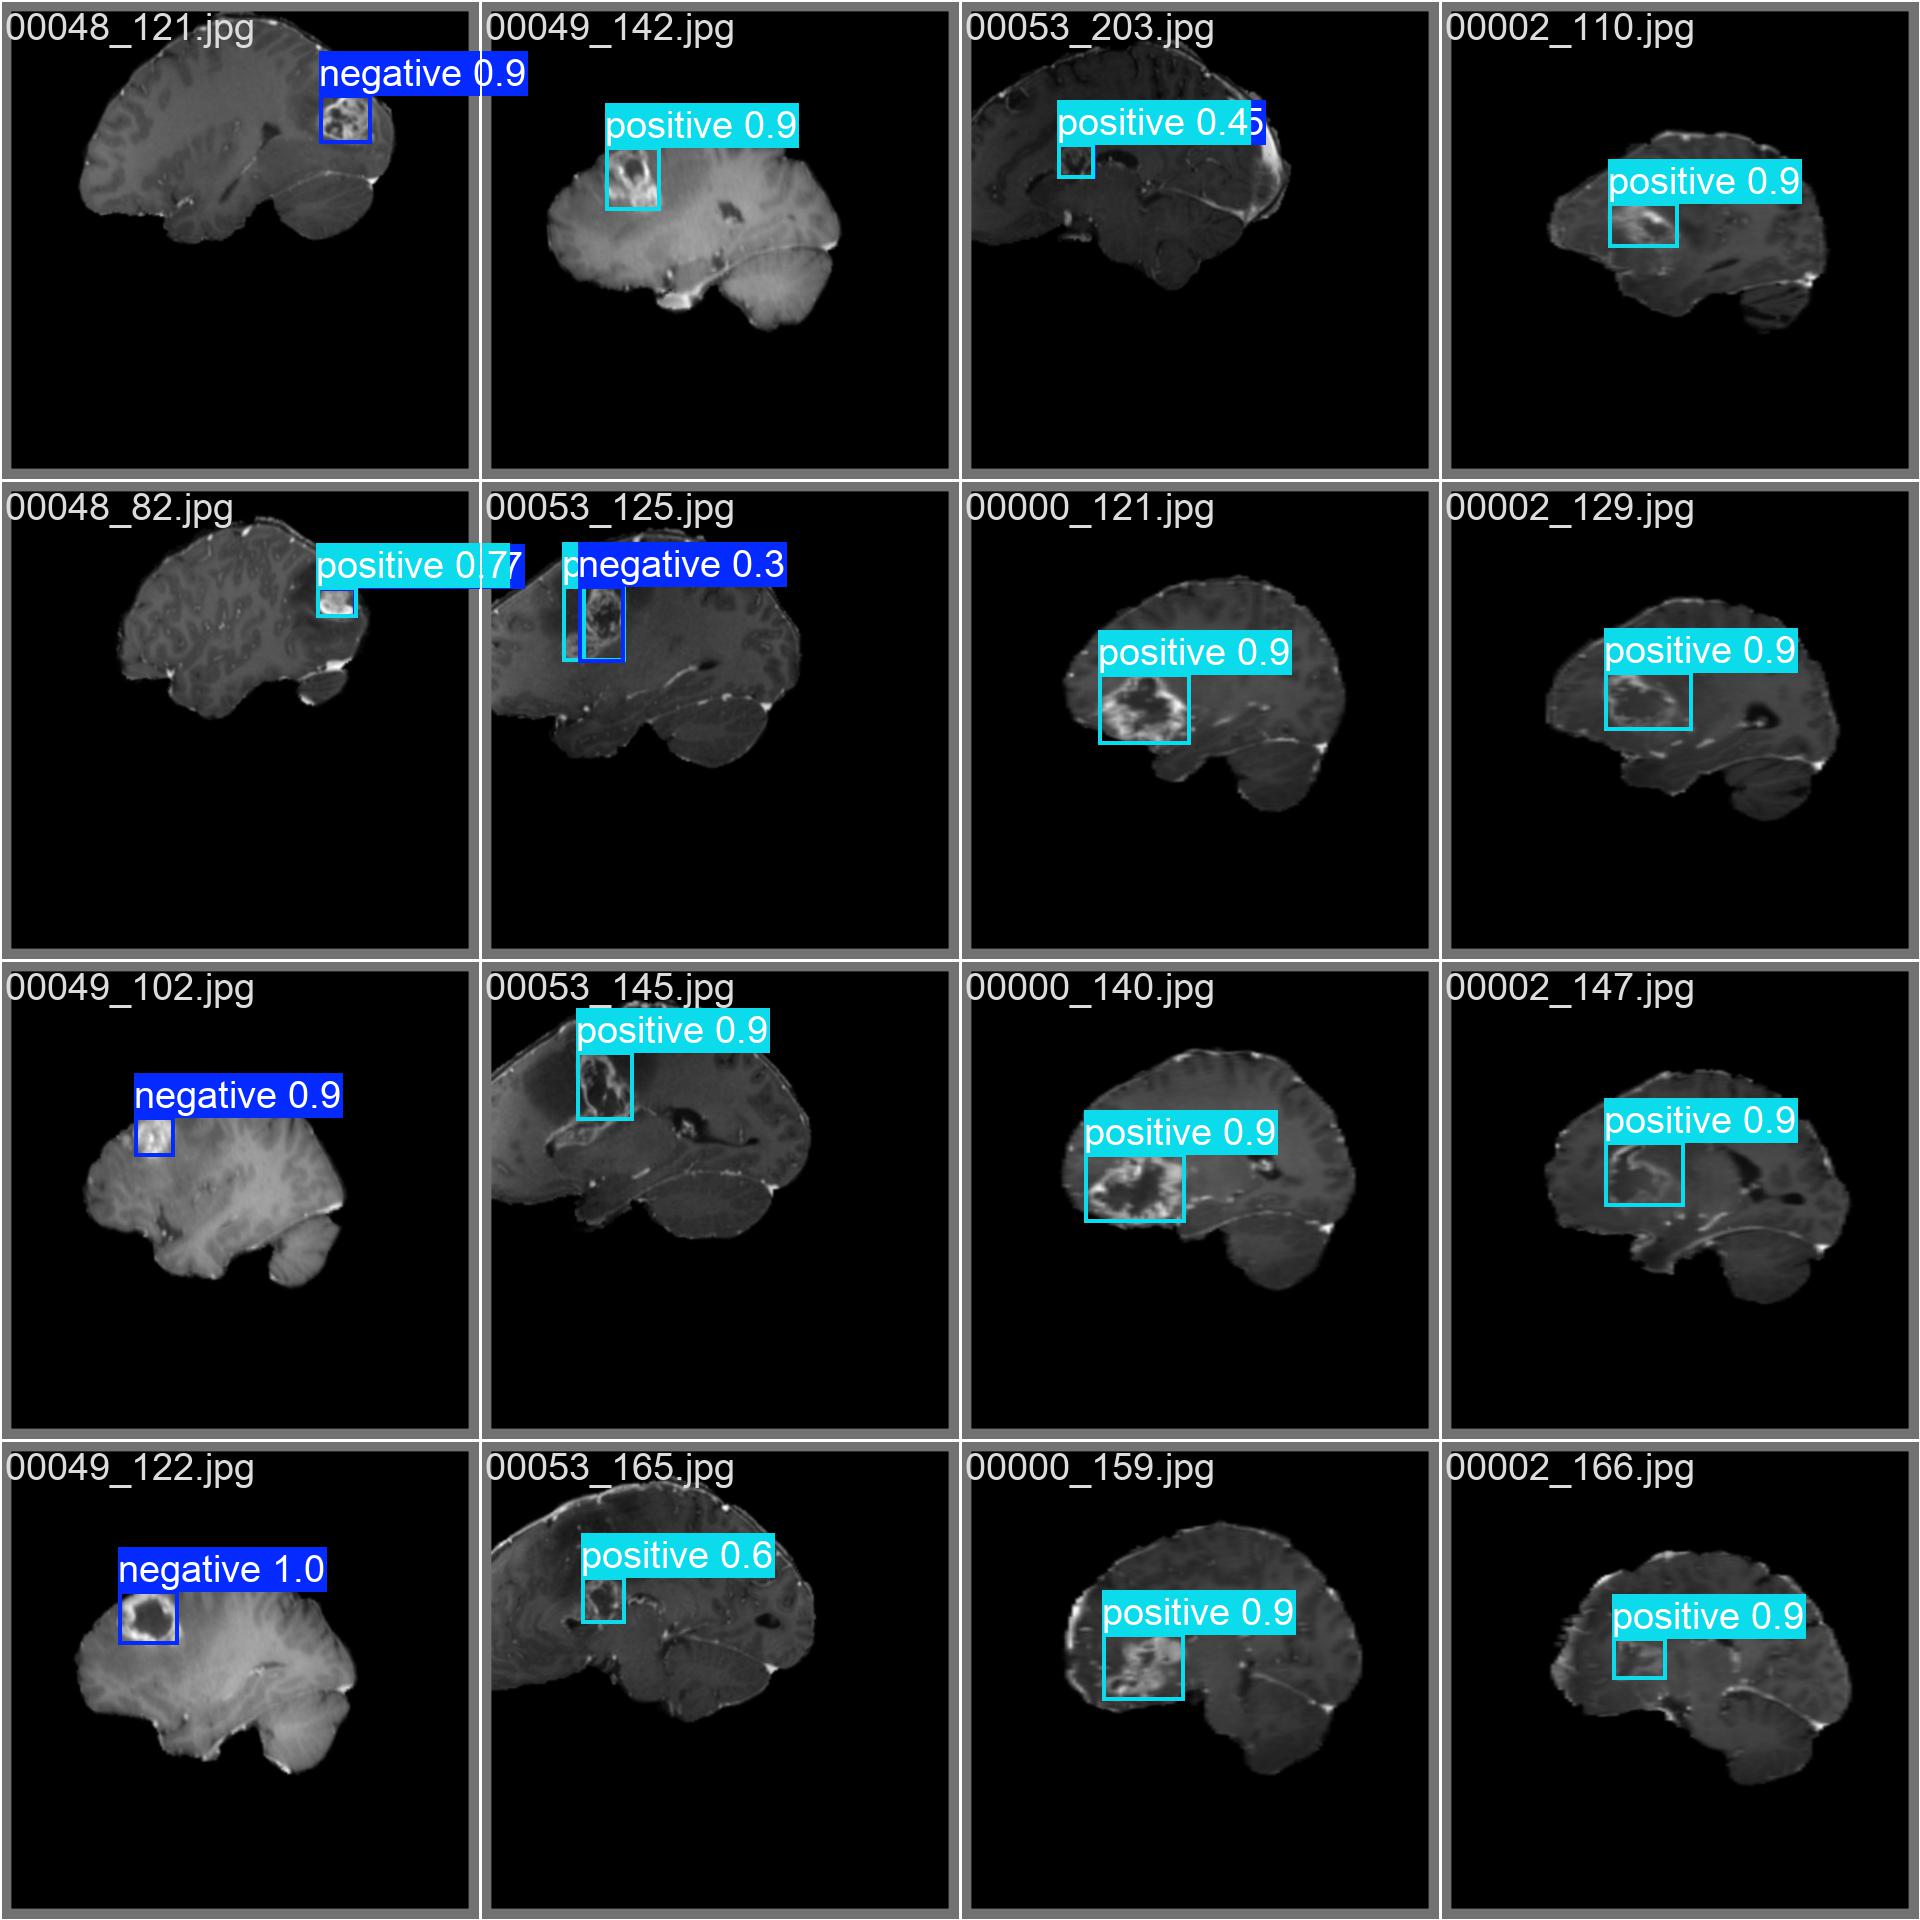 00048_121.jpg
negative 0.9
00049_142.jpg
positive 0.9
00053_203.jpg
positive 0.4
5
00002_110.jpg
positive 0.9
00048_82.jpg
positive 0.7
7
00053_125.jpg
p
negative 0.3
00000_121.jpg
positive 0.9
00002_129.jpg
positive 0.9
00049_102.jpg
negative 0.9
00053_145.jpg
positive 0.9
00000_140.jpg
positive 0.9
00002_147.jpg
positive 0.9
00049_122.jpg
negative 1.0
00053_165.jpg
positive 0.6
00000_159.jpg
positive 0.9
00002_166.jpg
positive 0.9